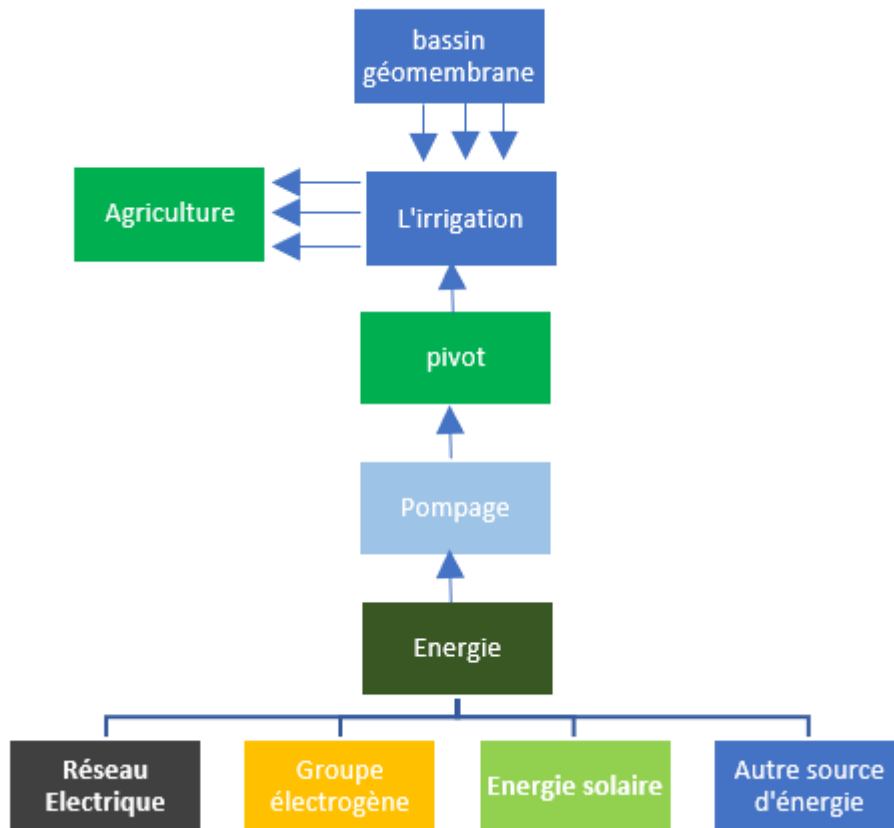 bassin
géomembrane
Agriculture
L'irrigation
pivot
Pompage
Energie
Réseau
Electrique
Groupe
électrogène
Energie solaire
Autre source
d'énergie